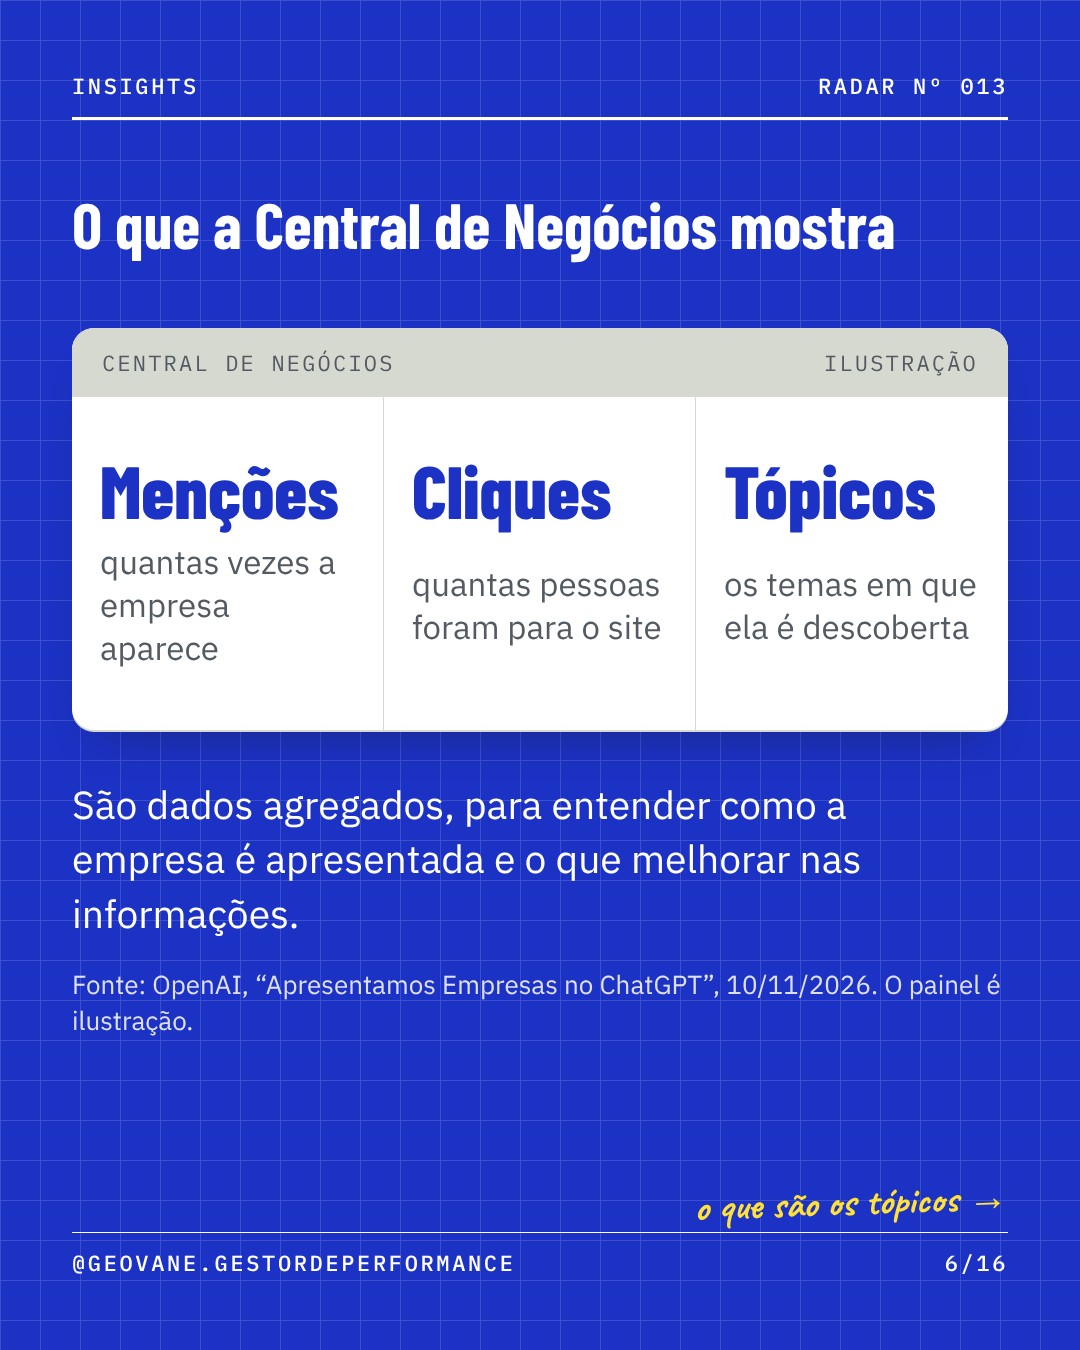 INSIGHTS
RADAR Nº 013
O que a Central de Negócios mostra
CENTRAL DE NEGÓCIOS
ILUSTRAÇÃO
Menções
quantas vezes a
empresa
aparece
Cliques
quantas pessoas
foram para o site
Tópicos
os temas em que
ela é descoberta
São dados agregados, para entender como a
empresa é apresentada e o que melhorar nas
informações.
Fonte: OpenAI, “Apresentamos Empresas no ChatGPT”, 10/11/2026. O painel é
ilustração.
o que são os tópicos →
@GEOVANE.GESTORDEPERFORMANCE
6/16